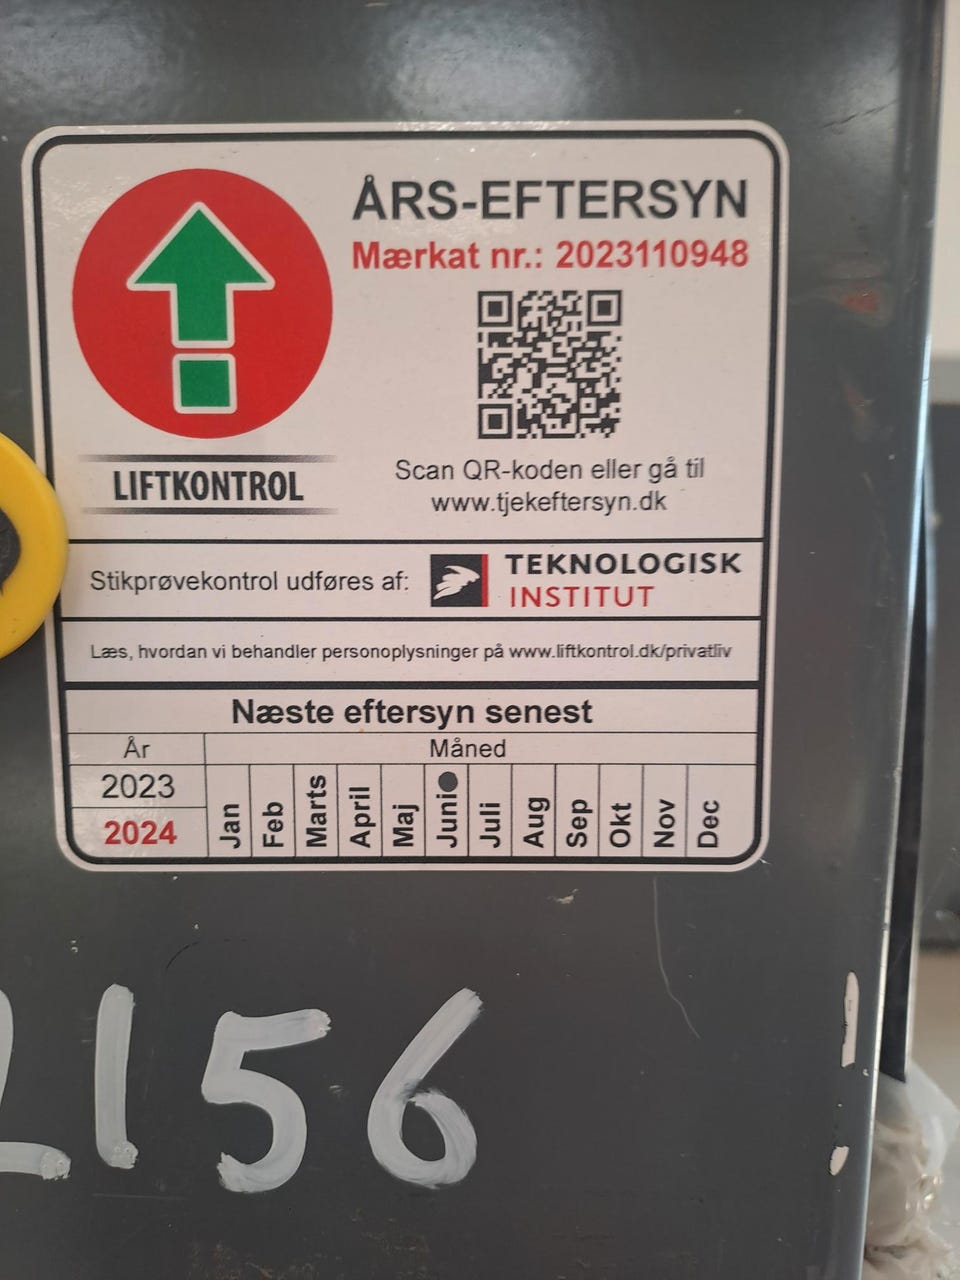 ÅRS-EFTERSYN
Mærkat nr.: 2023110948
LIFTKONTROL
Scan QR-koden eller gå til
www.tjekeftersyn.dk
Stikprøvekontrol udføres af:
TEKNOLOGISK
INSTITUT
Læs, hvordan vi behandler personoplysninger på www.liftkontrol.dk/privatliv
Næste eftersyn senest
År Måned
2023
2024
Jan Feb Marts April Maj Juni Juli Aug Sep Okt Nov Dec
2156